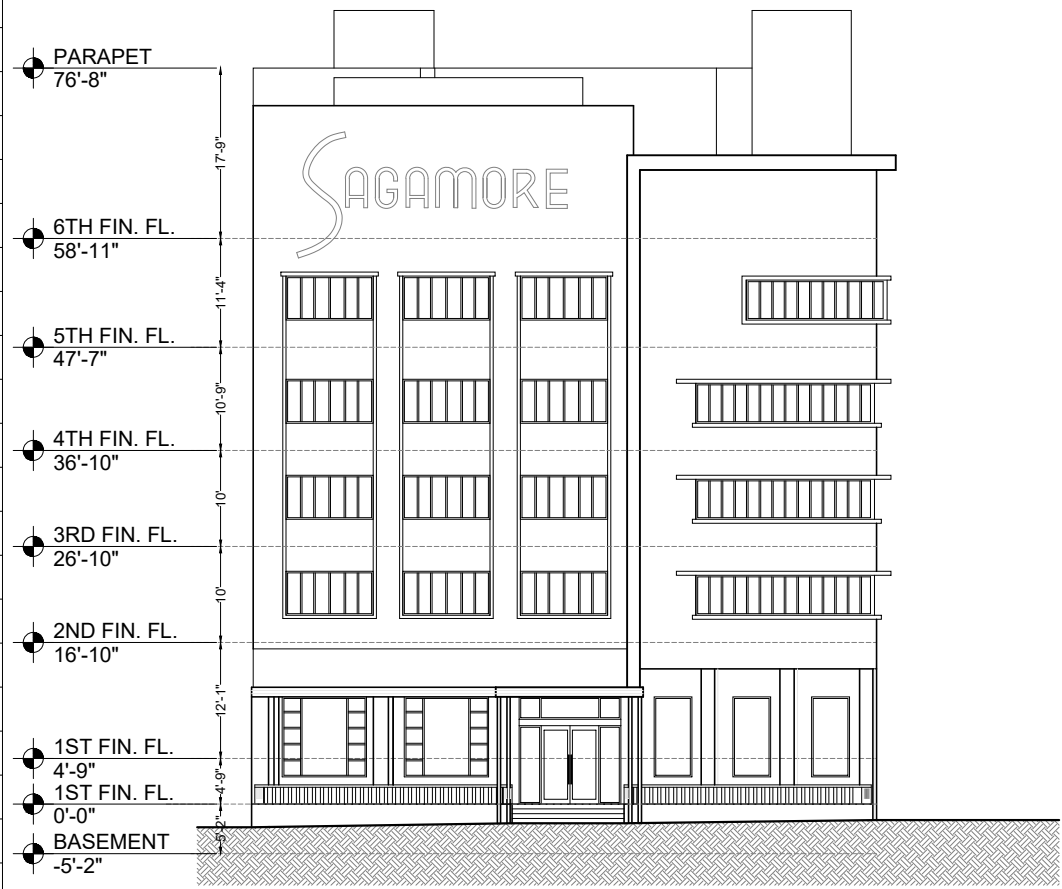 PARAPET
76'-8"
17'-9"
SAGAMORE
6TH FIN. FL.
58'-11"
11'-4"
5TH FIN. FL.
47'-7"
10'-9"
4TH FIN. FL.
36'-10"
10'
3RD FIN. FL.
26'-10"
10'
2ND FIN. FL.
16'-10"
12'-1"
1ST FIN. FL.
4'-9"
4'-9"
1ST FIN. FL.
0'-0"
5'-2"
BASEMENT
-5'-2"